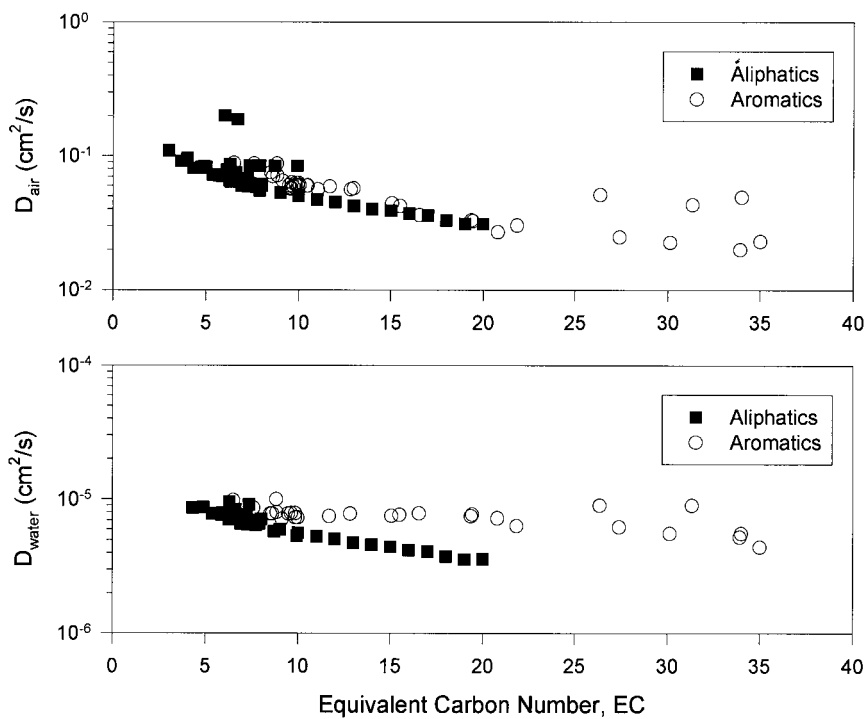 10^0
10^-1
10^-2
D_air (cm^2/s)
Aliphatics
Aromatics
0 5 10 15 20 25 30 35 40
10^-4
10^-5
10^-6
D_water (cm^2/s)
Aliphatics
Aromatics
0 5 10 15 20 25 30 35 40
Equivalent Carbon Number, EC